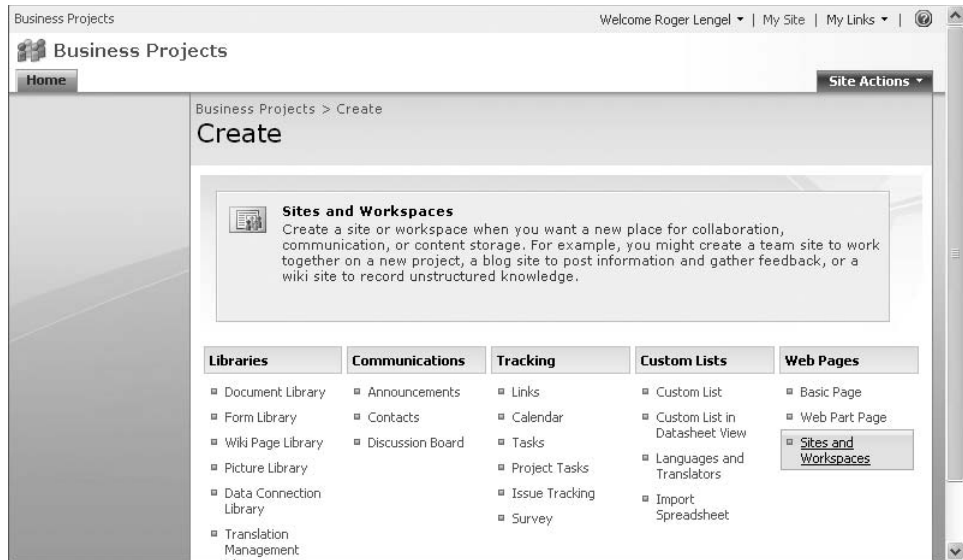 Business Projects
Welcome Roger Lengel | My Site | My Links |
Business Projects
Home
Site Actions
Business Projects > Create
Create
Sites and Workspaces
Create a site or workspace when you want a new place for collaboration,
communication, or content storage. For example, you might create a team site to work
together on a new project, a blog site to post information and gather feedback, or a
wiki site to record unstructured knowledge.
Libraries
Document Library
Form Library
Wiki Page Library
Picture Library
Data Connection
Library
Translation
Management
Communications
Announcements
Contacts
Discussion Board
Tracking
Links
Calendar
Tasks
Project Tasks
Issue Tracking
Survey
Custom Lists
Custom List
Custom List in
Datasheet View
Languages and
Translators
Import
Spreadsheet
Web Pages
Basic Page
Web Part Page
Sites and
Workspaces